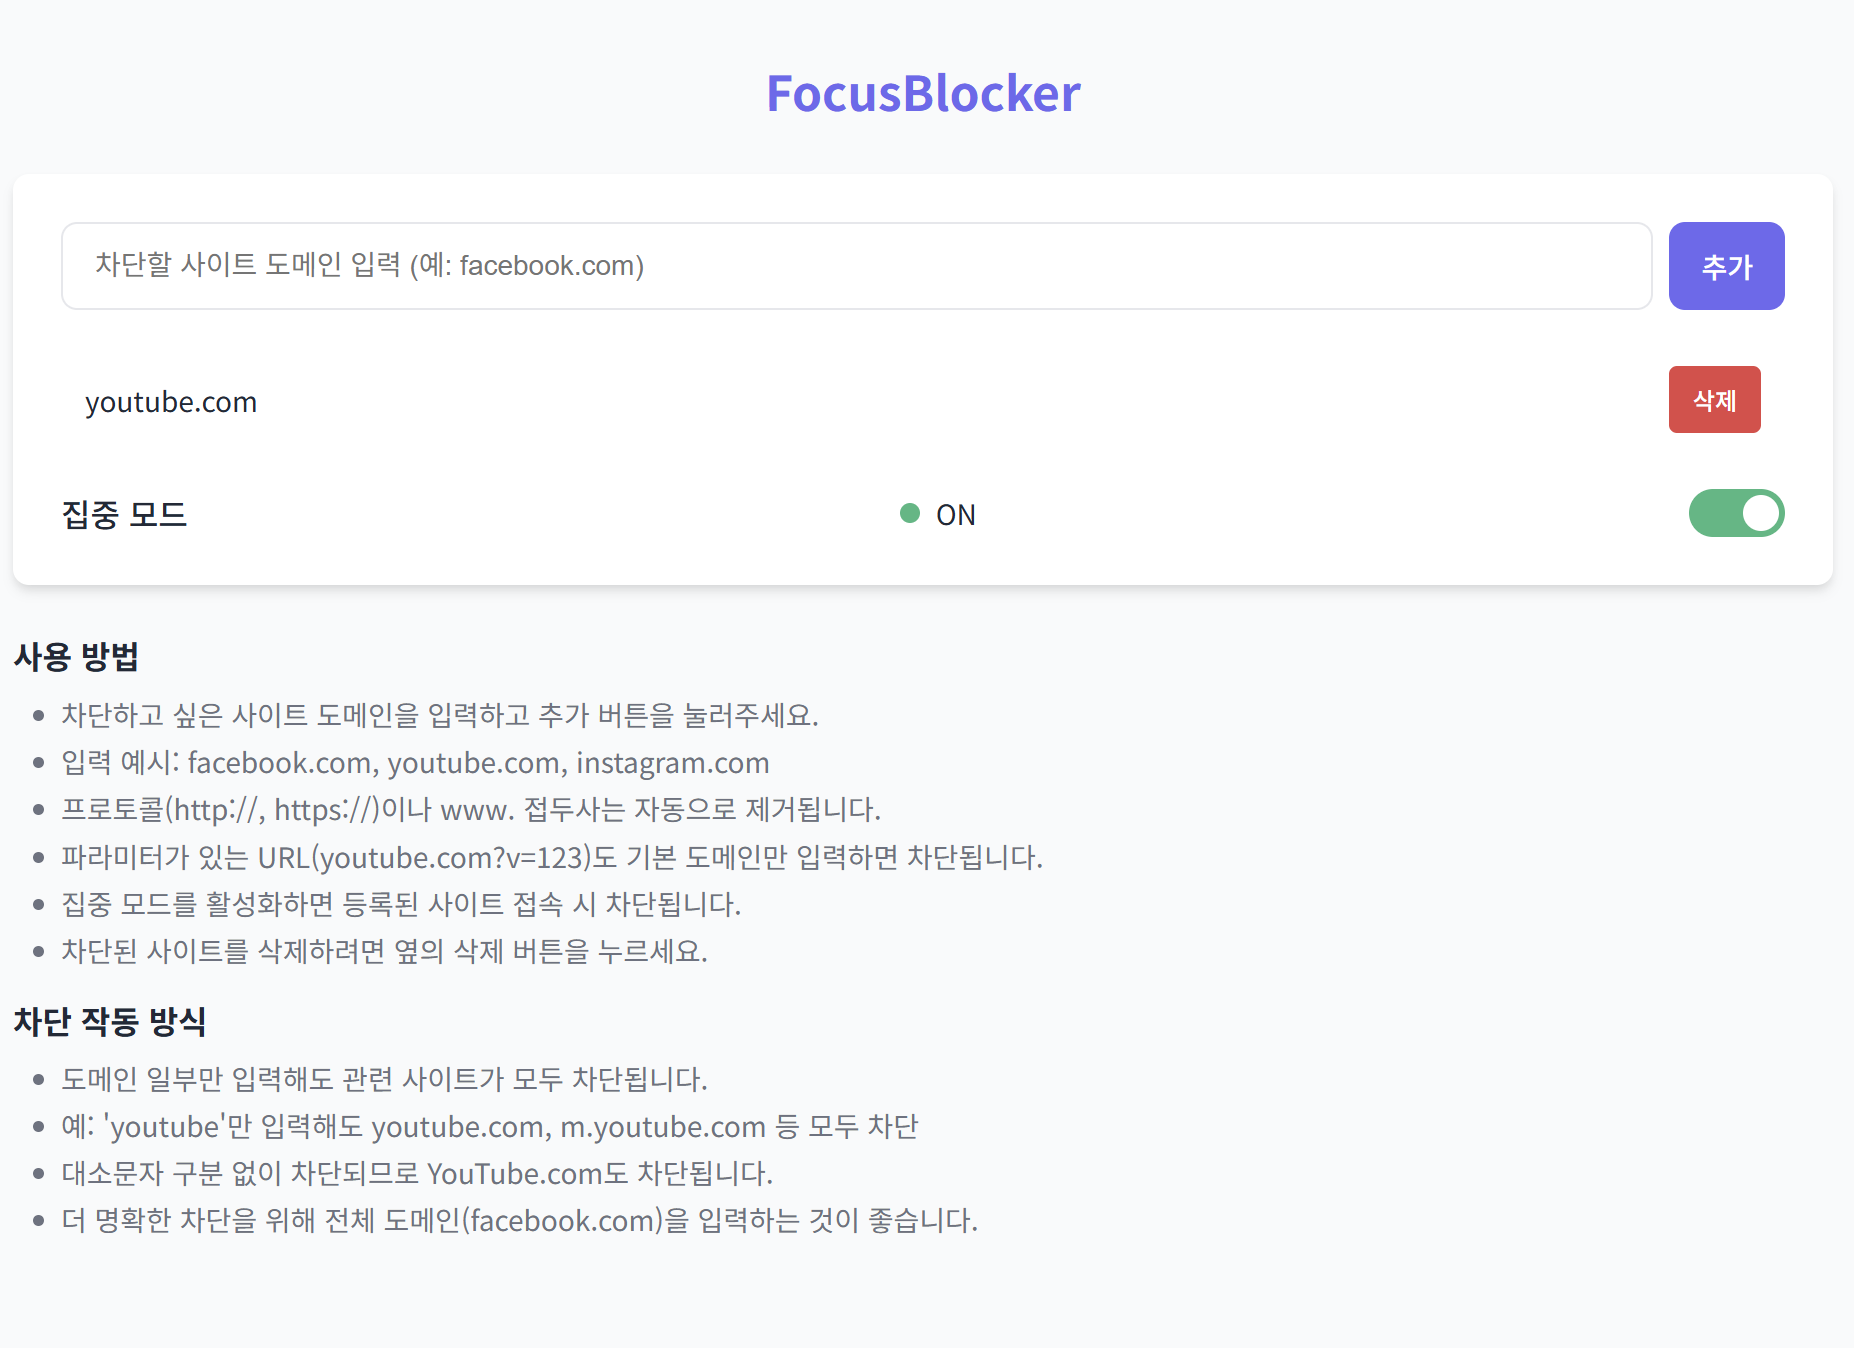 FocusBlocker
차단할 사이트 도메인 입력 (예: facebook.com)
추가
youtube.com
삭제
집중 모드
ON
사용 방법
차단하고 싶은 사이트 도메인을 입력하고 추가 버튼을 눌러주세요.
입력 예시: facebook.com, youtube.com, instagram.com
프로토콜(http://, https://)이나 www. 접두사는 자동으로 제거됩니다.
파라미터가 있는 URL(youtube.com?v=123)도 기본 도메인만 입력하면 차단됩니다.
집중 모드를 활성화하면 등록된 사이트 접속 시 차단됩니다.
차단된 사이트를 삭제하려면 옆의 삭제 버튼을 누르세요.
차단 작동 방식
도메인 일부만 입력해도 관련 사이트가 모두 차단됩니다.
예: 'youtube'만 입력해도 youtube.com, m.youtube.com 등 모두 차단
대소문자 구분 없이 차단되므로 YouTube.com도 차단됩니다.
더 명확한 차단을 위해 전체 도메인(facebook.com)을 입력하는 것이 좋습니다.